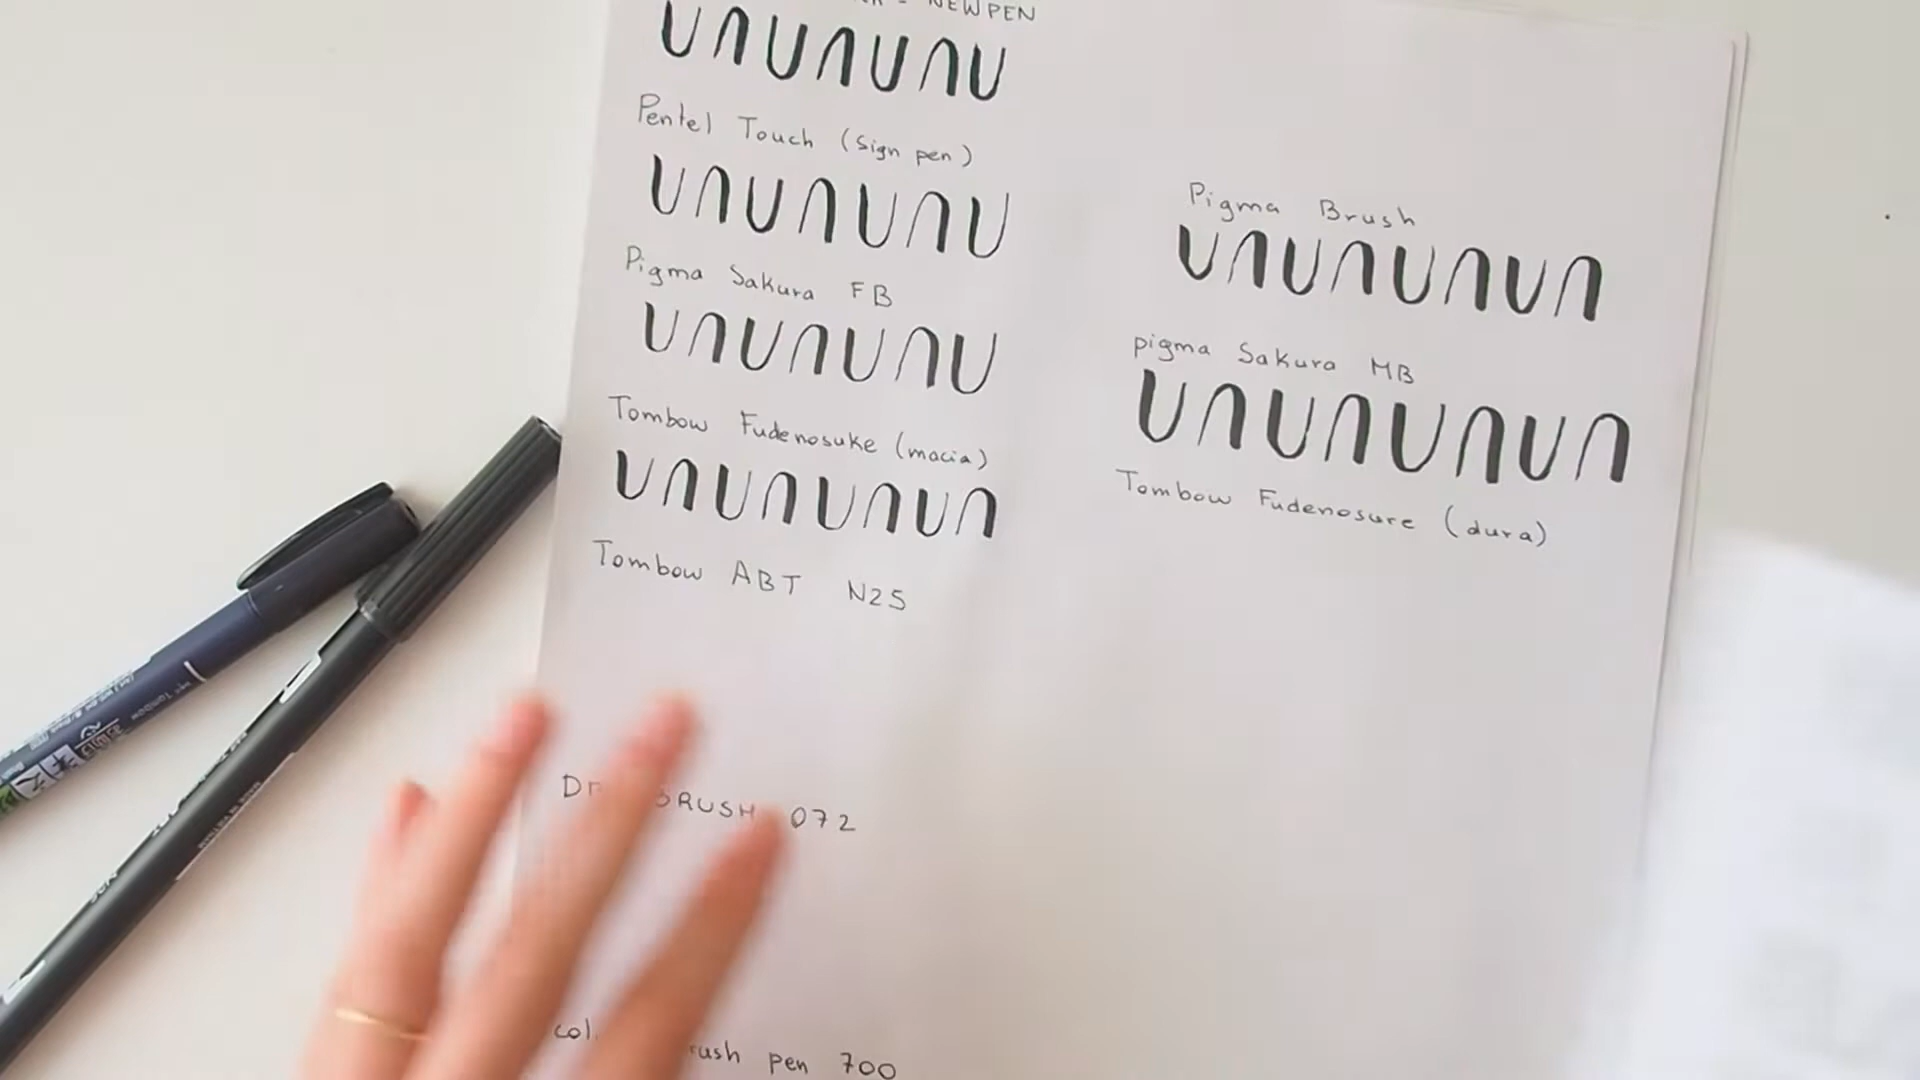 NEWPEN
Pentel Touch (Sign pen)
Pigma Sakura FB
Tombow Fudenosuke (macia)
Tombow ABT N25
BRUSH 072
pen 700
Pigma Brush
pigma Sakura MB
Tombow Fudenosure (dura)